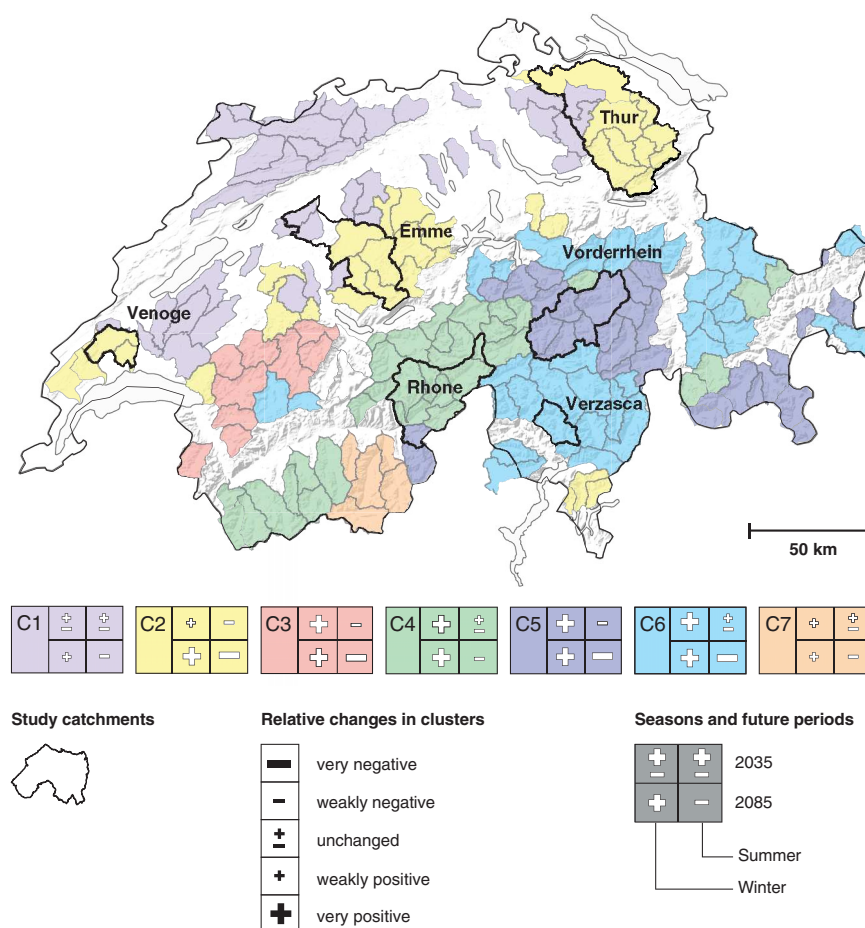 Thur
Emme
Vorderrhein
Venoge
Rhone
Verzasca
50 km
C1 ± ± + -
C2 + - + -
C3 + - + -
C4 + ± + -
C5 + - + -
C6 + ± + -
C7 + ± + -
Study catchments
Relative changes in clusters
Seasons and future periods
very negative
weakly negative
unchanged
weakly positive
very positive
2035
2085
Summer
Winter